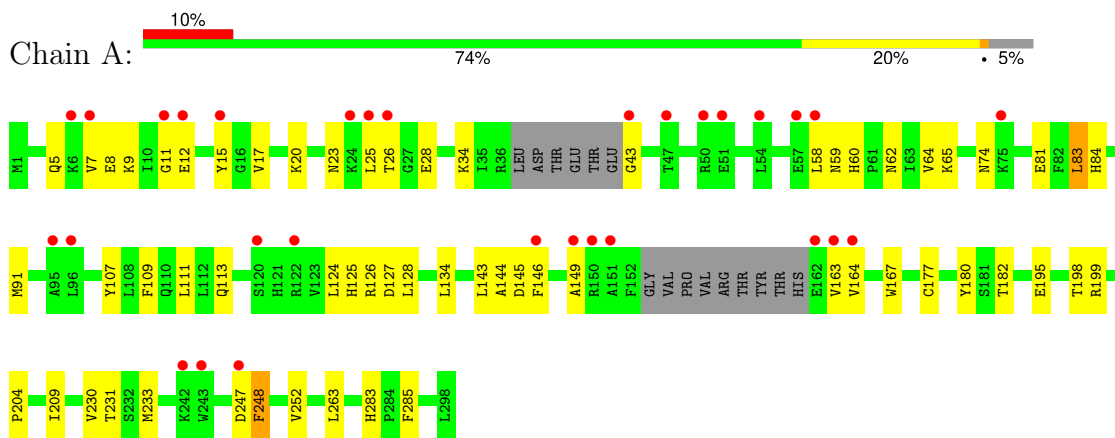 10%
Chain A:
74% 20% • 5%
M1 Q5 K6 V7 E8 K9 I10 G11 E12 Y15 G16 V17 K20 N23 K24 L25 T26 G27 E28 K34 I35 R36 LEU ASP THR GLU THR GLU G43 T47 R50 E51 L54 E57 L58 N59 H60 P61 N62 I63 V64 K65 N74 K75 E81 F82 L83 H84
M91 A95 L96 Y107 L108 F109 Q110 L111 L112 Q113 S120 H121 R122 V123 L124 H125 R126 D127 L128 L134 L143 A144 D145 F146 A149 R150 A151 F152 GLY VAL PRO VAL ARG THR TYR THR HIS E162 V163 V164 W167 C177 Y180 S181 T182 E195 T198 R199
P204 I209 V230 T231 S232 M233 K242 W243 D247 F248 V252 L263 H283 P284 F285 L298